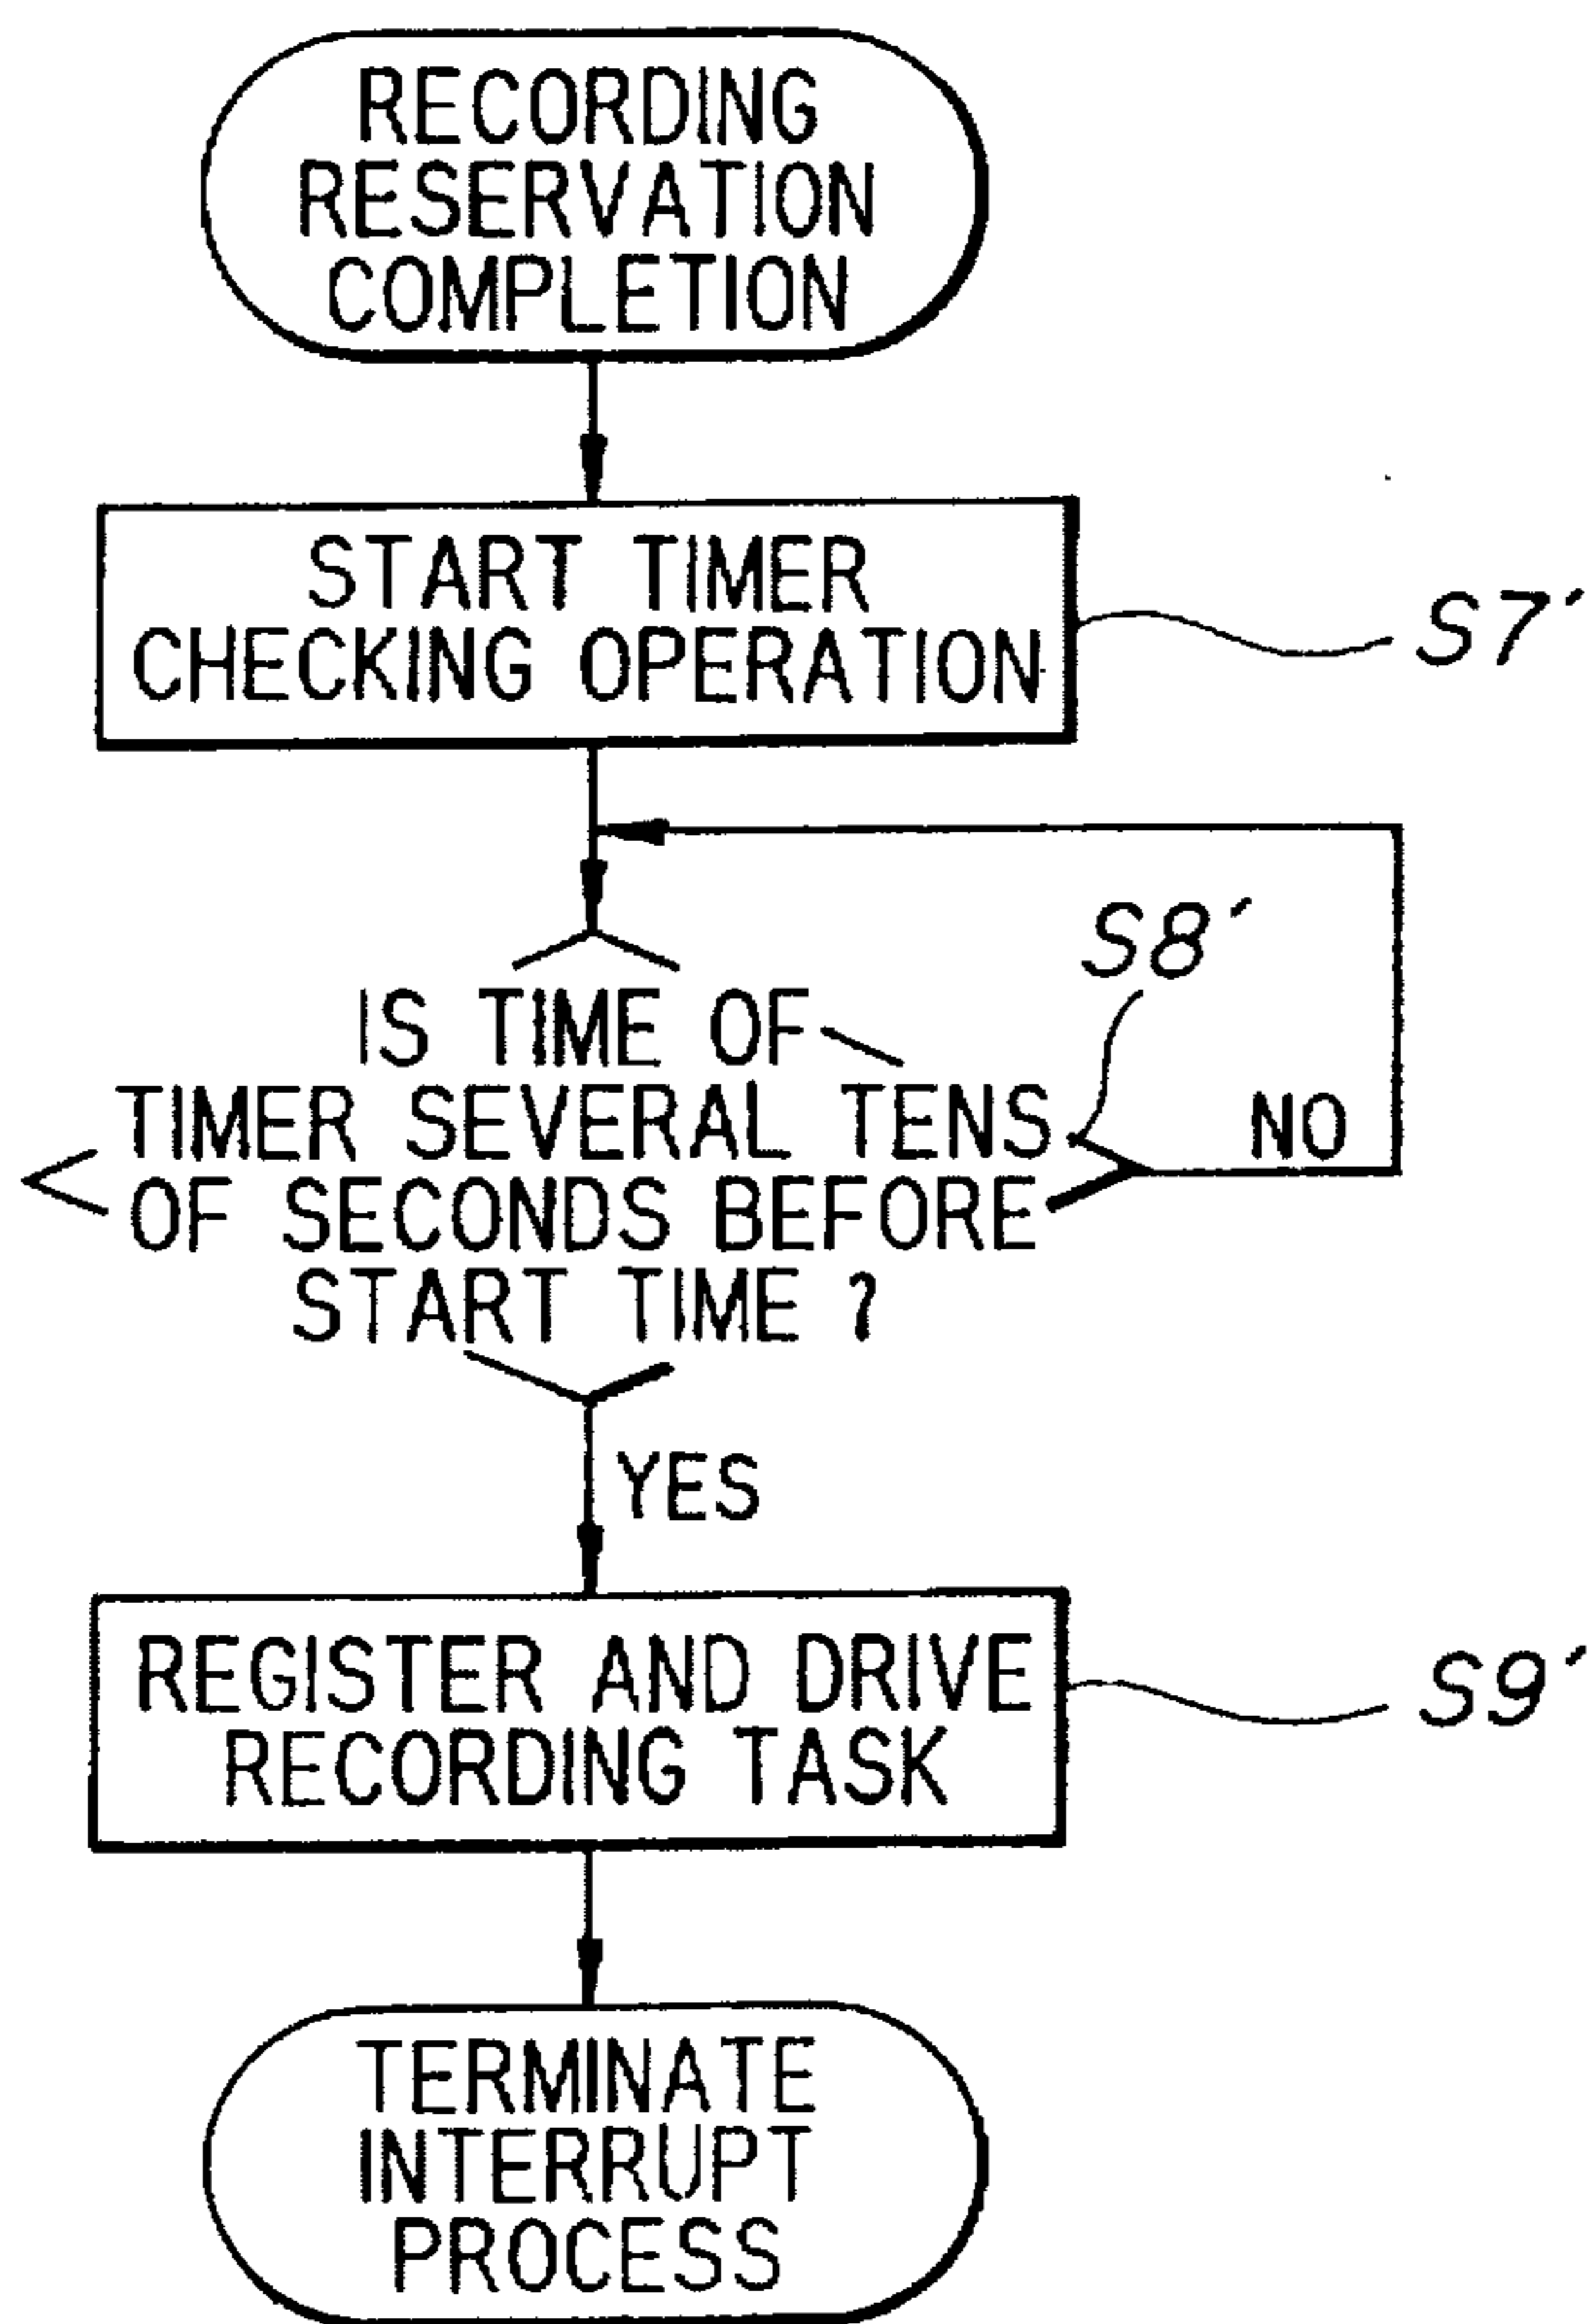 RECORDING
RESERVATION
COMPLETION
START TIMER
CHECKING OPERATION
S7'
S8'
IS TIME OF
TIMER SEVERAL TENS
OF SECONDS BEFORE
START TIME ?
NO
YES
REGISTER AND DRIVE
RECORDING TASK
S9'
TERMINATE
INTERRUPT
PROCESS